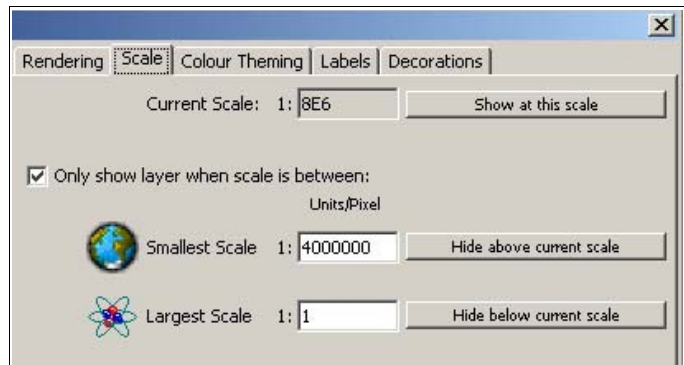 Rendering Scale Colour Theming Labels Decorations
Current Scale: 1: 8E6 Show at this scale
Only show layer when scale is between:
Units/Pixel
Smallest Scale 1: 4000000 Hide above current scale
Largest Scale 1: 1 Hide below current scale